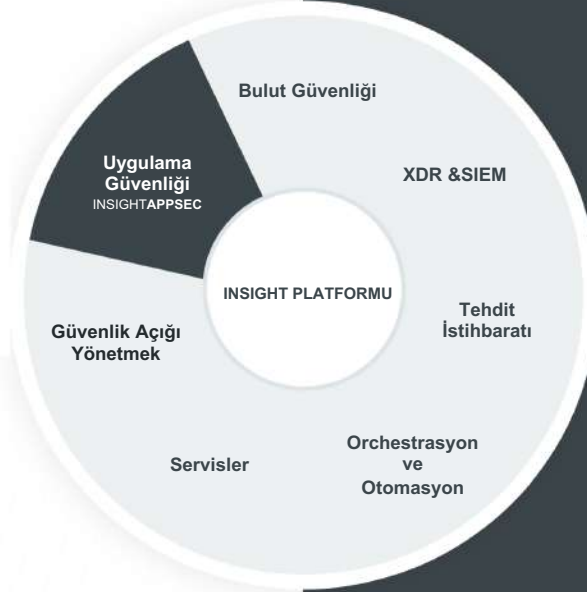 Bulut Güvenliği
Uygulama
Güvenliği
INSIGHTAPPSEC
XDR &SIEM
INSIGHT PLATFORMU
Tehdit
İstihbaratı
Güvenlik Açığı
Yönetmek
Orchestrasyon
ve
Otomasyon
Servisler